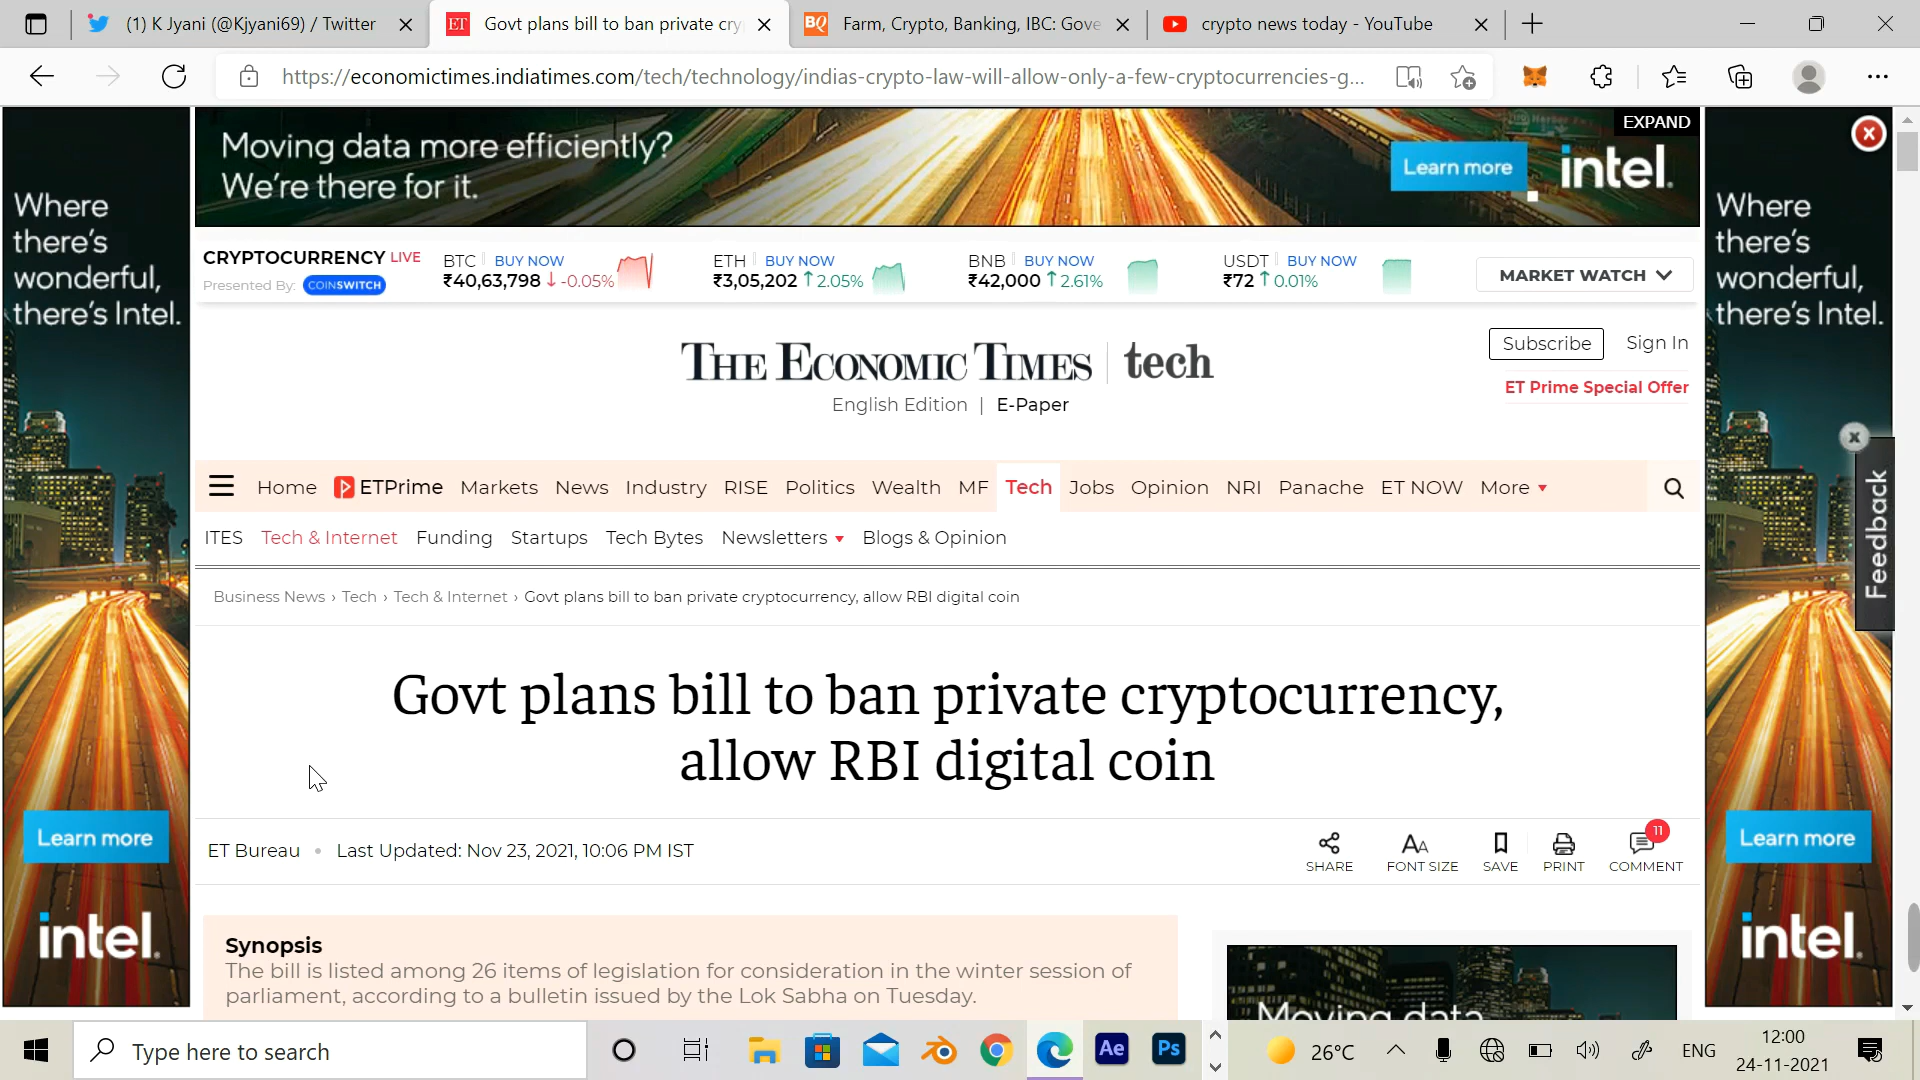 (1) K Jyani (@Kjyani69) / Twitter
ET Govt plans bill to ban private cry
BQ Farm, Crypto, Banking, IBC: Gove
crypto news today - YouTube
https://economictimes.indiatimes.com/tech/technology/indias-crypto-law-will-allow-only-a-few-cryptocurrencies-g...
Moving data more efficiently?
We're there for it.
EXPAND
Learn more
intel.
Where
there's
wonderful,
there's Intel.
Learn more
intel.
CRYPTOCURRENCY LIVE
Presented By: COINSWITCH
BTC BUY NOW
₹40,63,798 ↓ -0.05%
ETH BUY NOW
₹3,05,202 ↑ 2.05%
BNB BUY NOW
₹42,000 ↑ 2.61%
USDT BUY NOW
₹72 ↑ 0.01%
MARKET WATCH
THE ECONOMIC TIMES | tech
English Edition | E-Paper
Subscribe Sign In
ET Prime Special Offer
Home ETPrime Markets News Industry RISE Politics Wealth MF Tech Jobs Opinion NRI Panache ET NOW More
ITES Tech & Internet Funding Startups Tech Bytes Newsletters Blogs & Opinion
Business News › Tech › Tech & Internet › Govt plans bill to ban private cryptocurrency, allow RBI digital coin
Govt plans bill to ban private cryptocurrency,
allow RBI digital coin
ET Bureau • Last Updated: Nov 23, 2021, 10:06 PM IST
SHARE
AA
FONT SIZE
SAVE
PRINT
11
COMMENT
Synopsis
The bill is listed among 26 items of legislation for consideration in the winter session of
parliament, according to a bulletin issued by the Lok Sabha on Tuesday.
Moving data
Where
there's
wonderful,
there's Intel.
Feedback
Learn more
intel.
Type here to search
Ae
Ps
26°C
ENG
12:00
24-11-2021